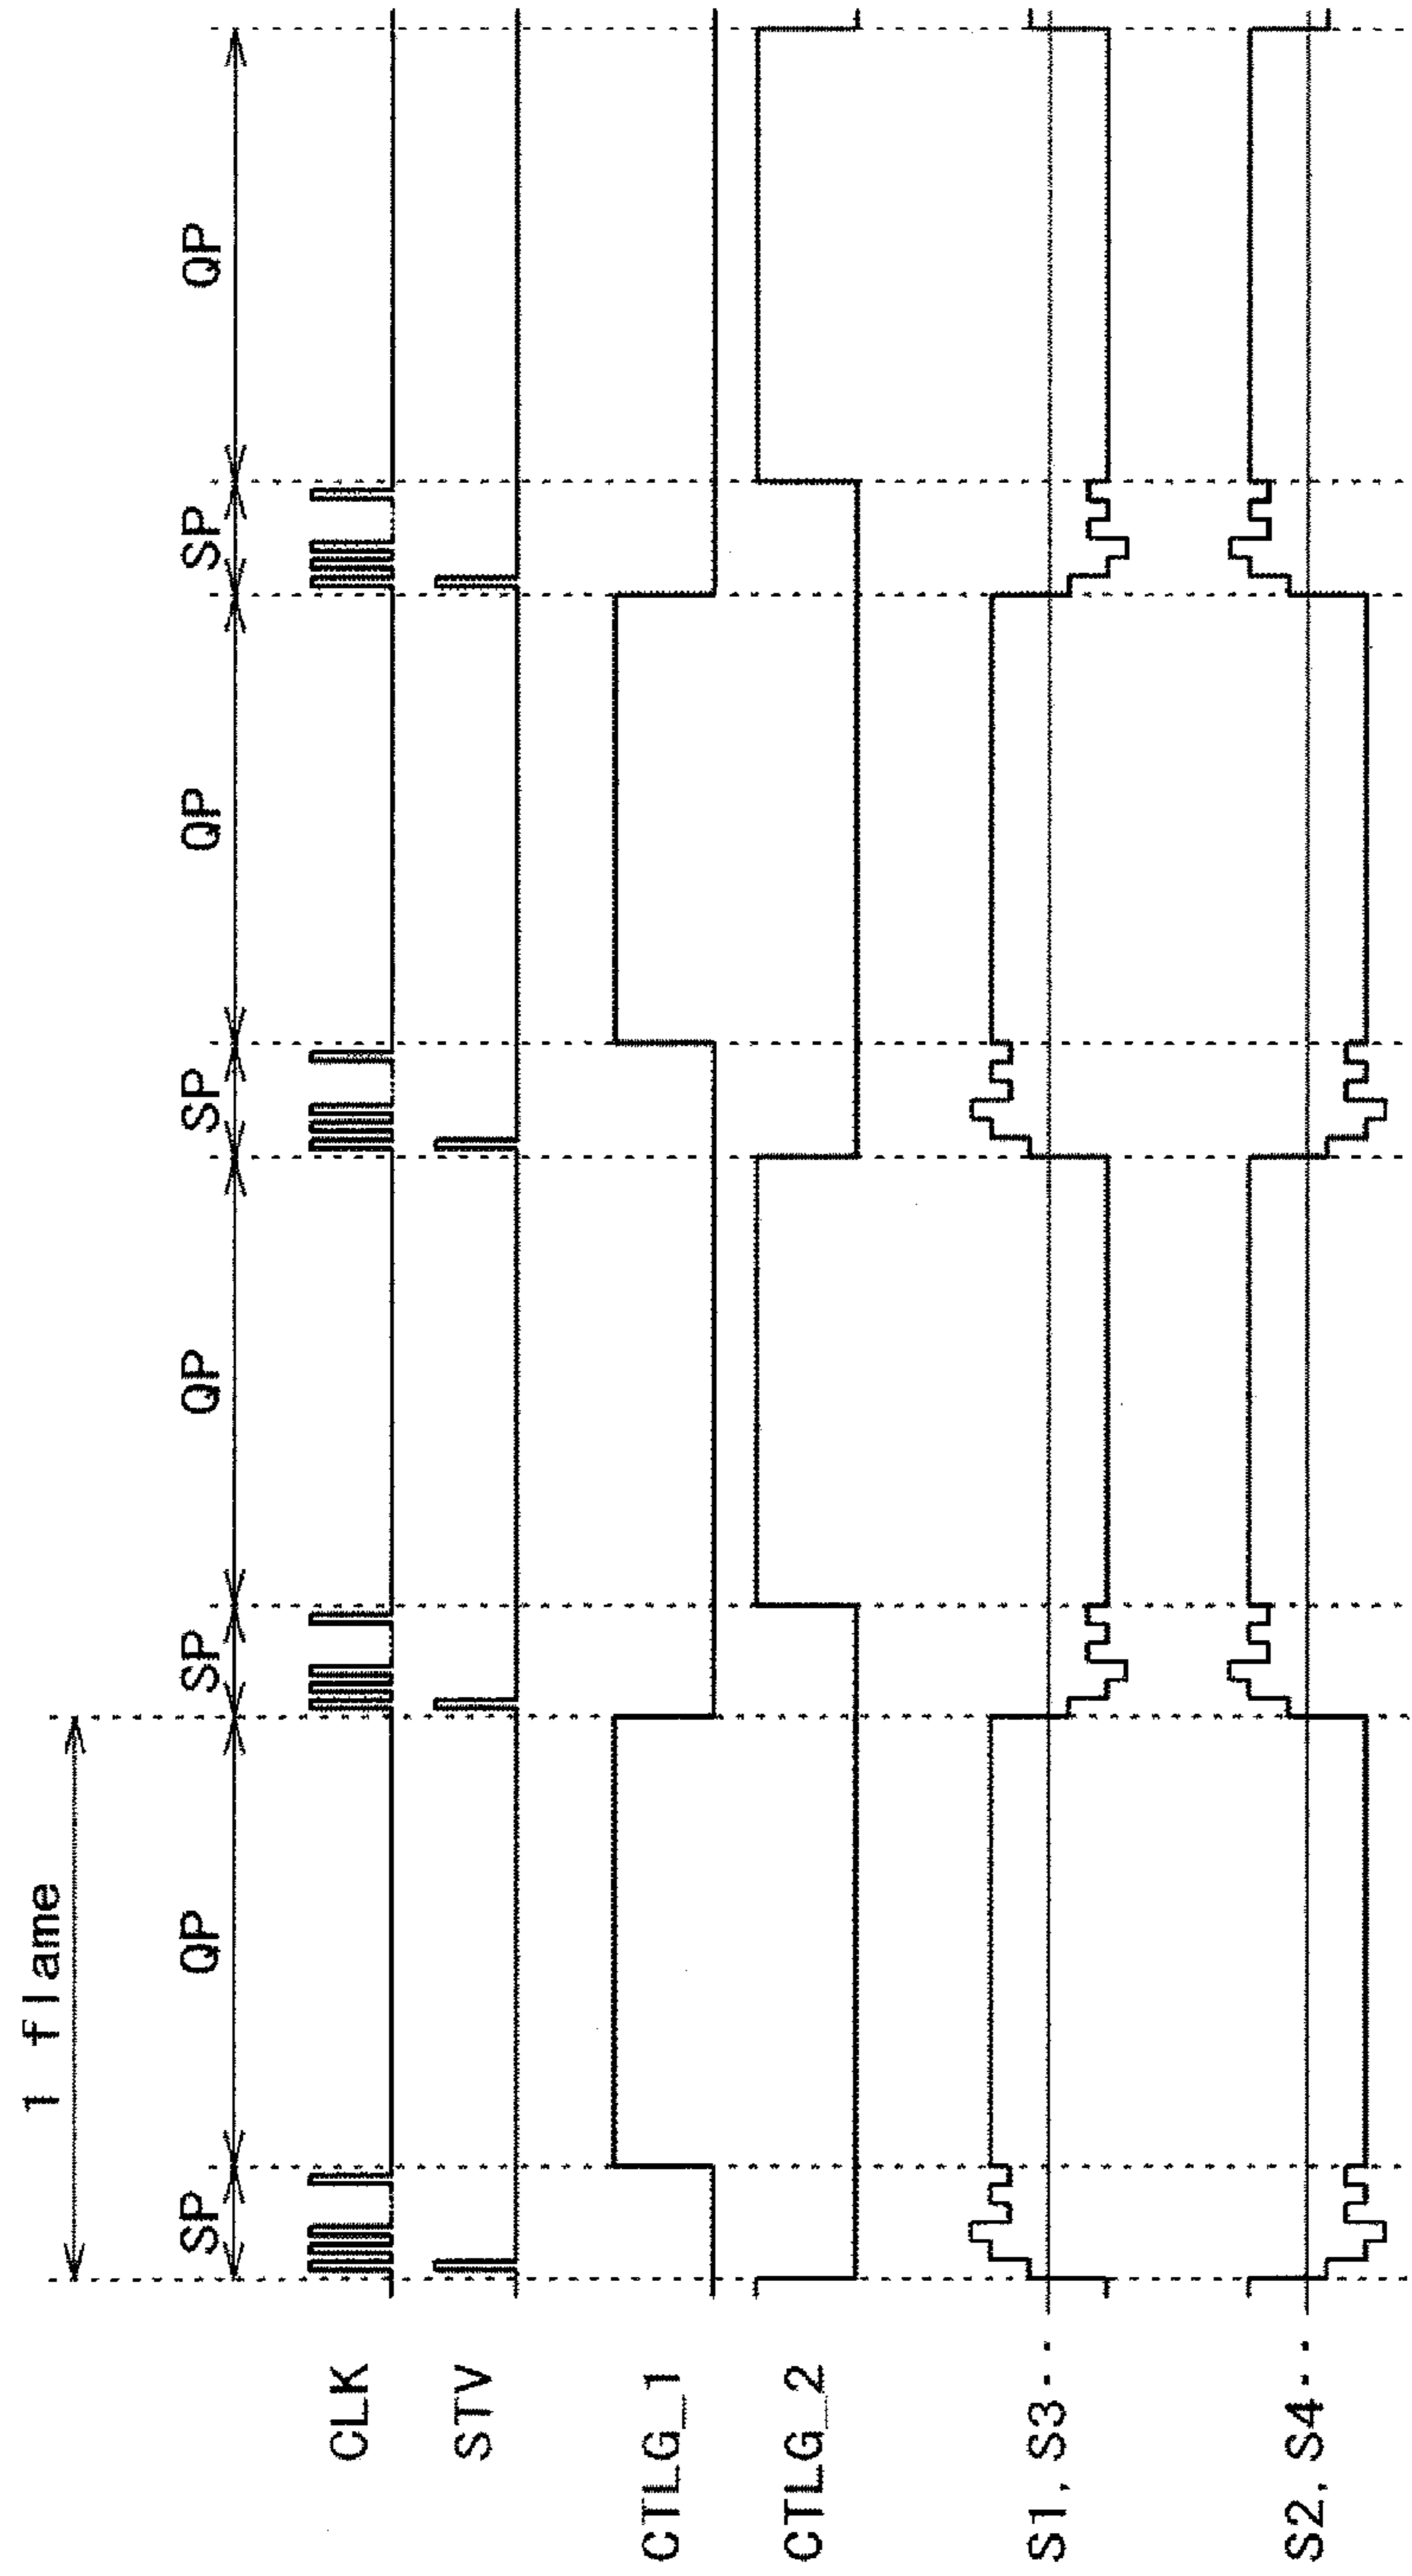 1 flame
SP QP SP QP SP QP SP QP
CLK
STV
CTLG_1
CTLG_2
S1, S3 · ·
S2, S4 · ·